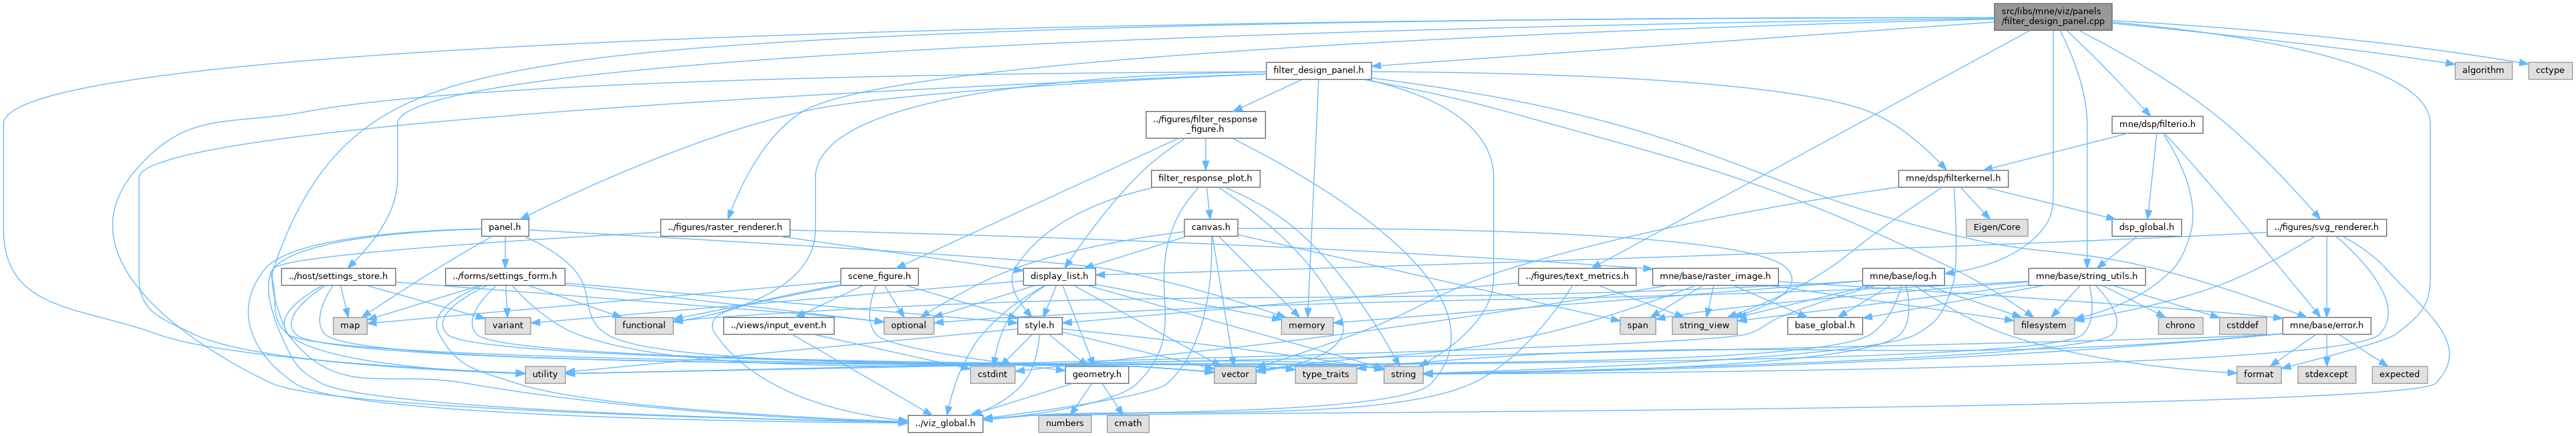 src/libs/mne/viz/panels
/filter_design_panel.cpp
filter_design_panel.h
algorithm
cctype
../figures/filter_response
_figure.h
mne/dsp/filterio.h
filter_response_plot.h
mne/dsp/filterkernel.h
panel.h
../figures/raster_renderer.h
canvas.h
Eigen/Core
dsp_global.h
../figures/svg_renderer.h
../host/settings_store.h
../forms/settings_form.h
scene_figure.h
display_list.h
../figures/text_metrics.h
mne/base/raster_image.h
mne/base/log.h
mne/base/string_utils.h
map
variant
functional
../views/input_event.h
optional
style.h
memory
span
string_view
base_global.h
filesystem
chrono
cstddef
mne/base/error.h
utility
cstdint
geometry.h
vector
type_traits
string
format
stdexcept
expected
../viz_global.h
numbers
cmath